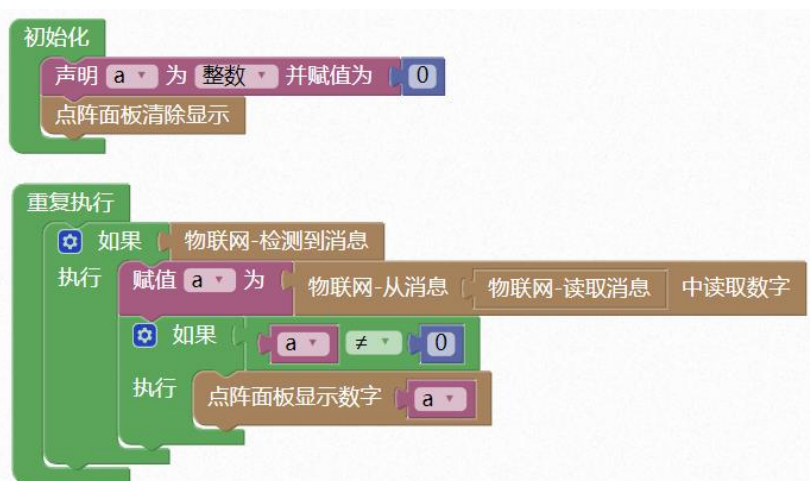 初始化
声明 a 为 整数 并赋值为 0
点阵面板清除显示
重复执行
如果 物联网-检测到消息
执行 赋值 a 为 物联网-从消息 物联网-读取消息 中读取数字
如果 a ≠ 0
执行 点阵面板显示数字 a